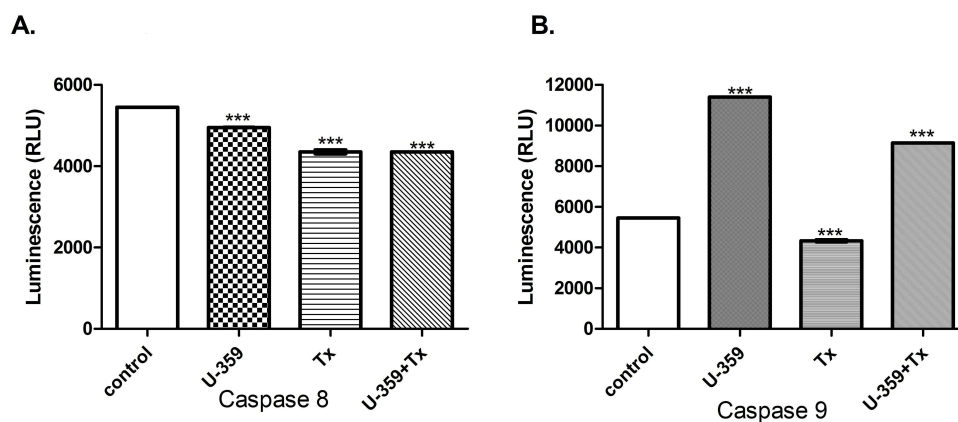 A.
Luminescence (RLU)
6000
4000
2000
0
***
***
***
control
U-359
Tx
U-359+Tx
Caspase 8
B.
Luminescence (RLU)
12000
10000
8000
6000
4000
2000
0
***
***
***
control
U-359
Tx
U-359+Tx
Caspase 9